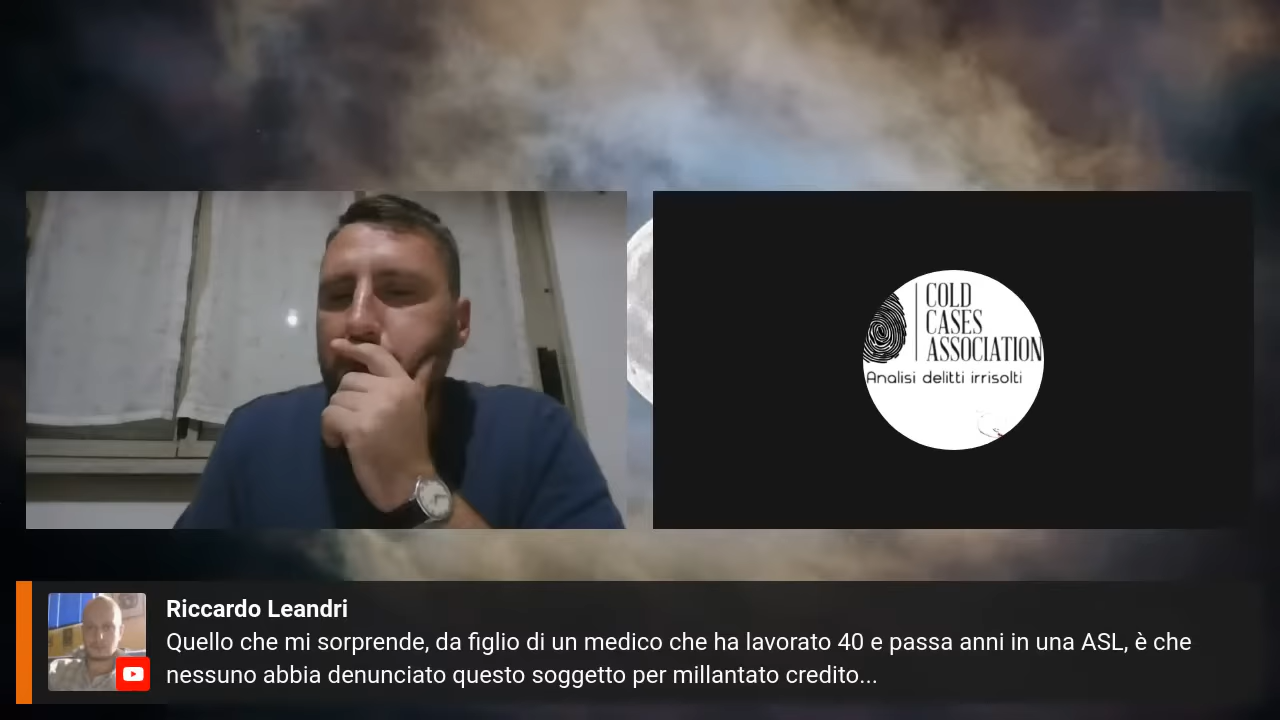 COLD
CASES
ASSOCIATION
Analisi delitti irrisolti
Riccardo Leandri
Quello che mi sorprende, da figlio di un medico che ha lavorato 40 e passa anni in una ASL, è che
nessuno abbia denunciato questo soggetto per millantato credito...